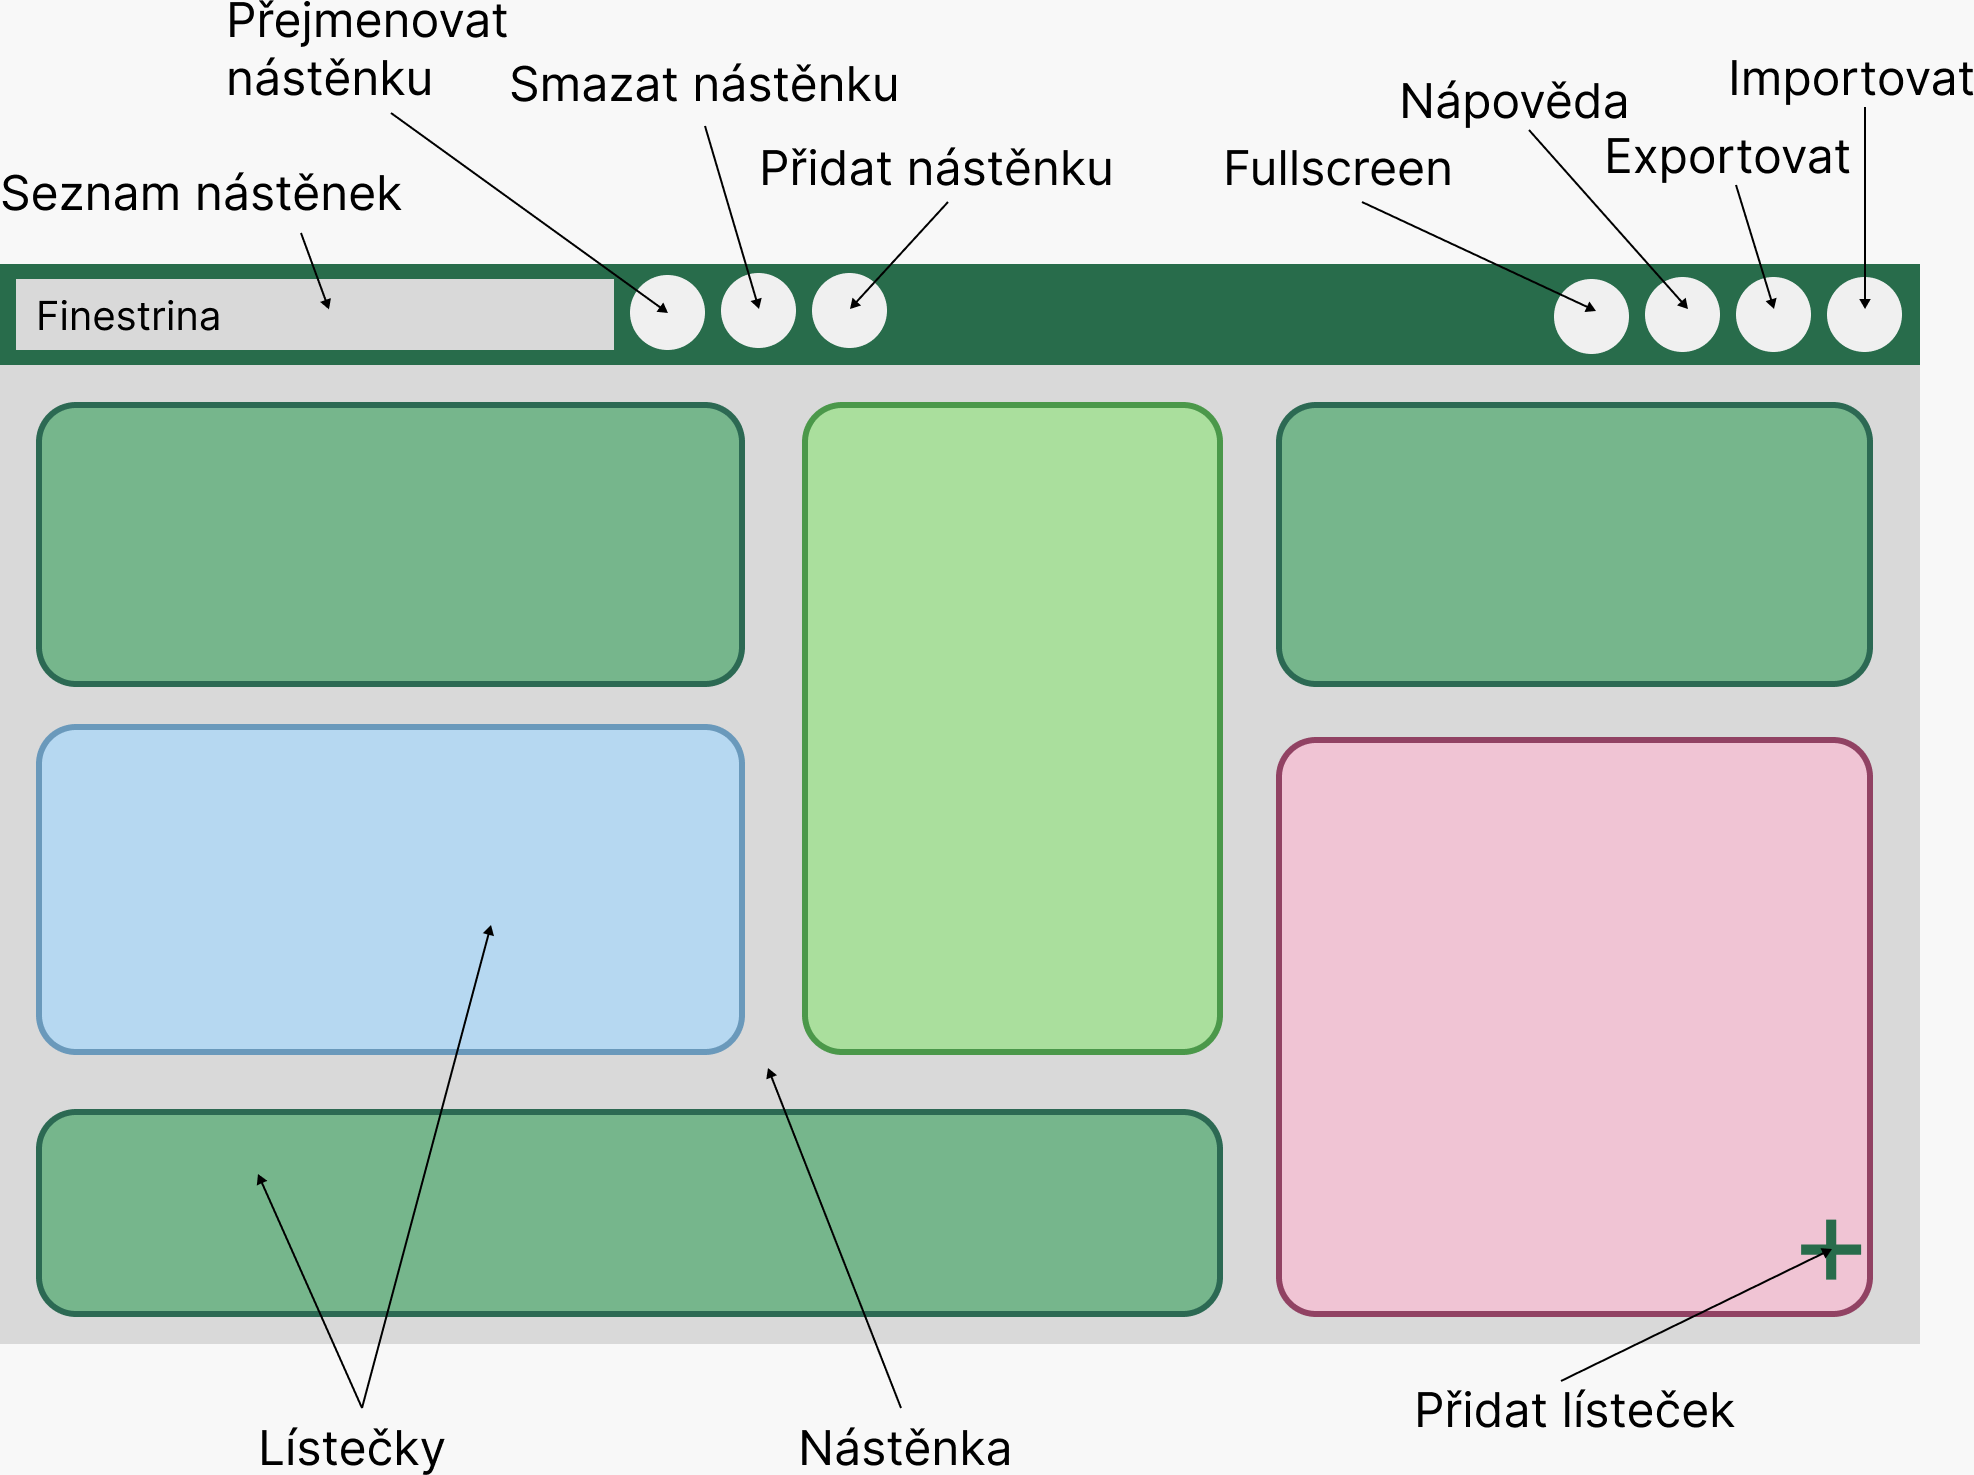 Přejmenovat
nástěnku
Smazat nástěnku
Importovat
Nápověda
Exportovat
Přidat nástěnku
Fullscreen
Seznam nástěnek
Finestrina
Přidat lísteček
Lístečky
Nástěnka